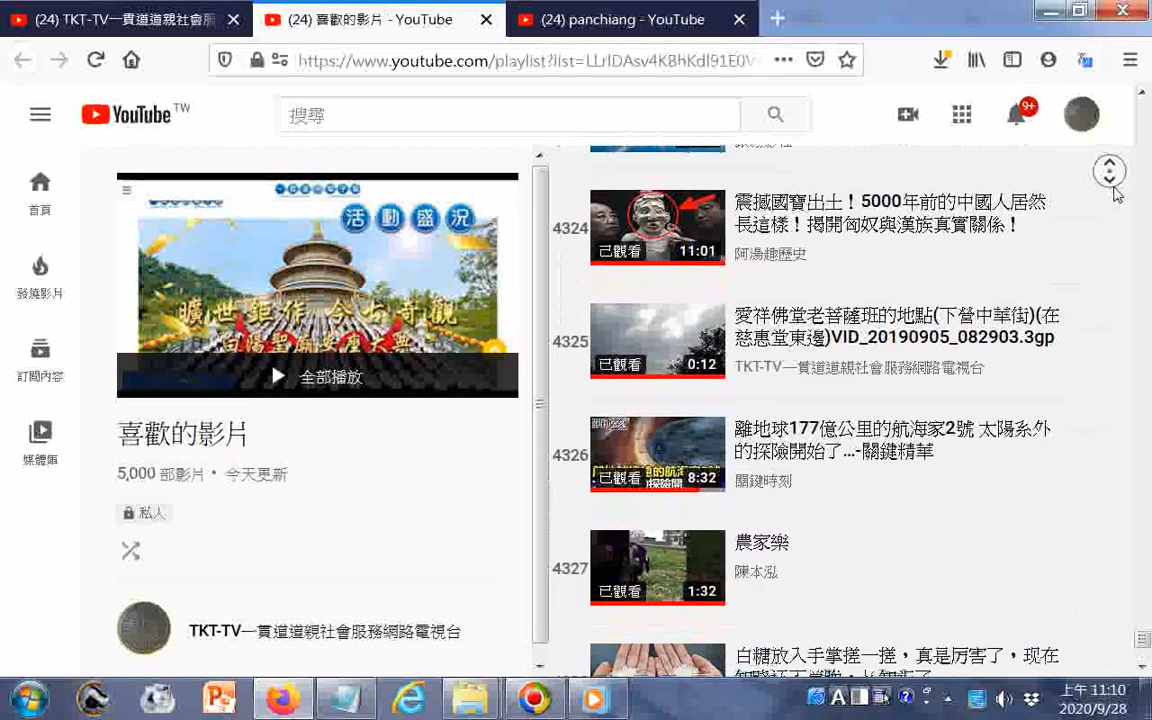 (24) TKT-TV一貫道道親社會服
(24) 喜歡的影片 - YouTube
(24) panchiang - YouTube
https://www.youtube.com/playlist?list=LLrIDAsv4KBhKdl91E0V
YouTube TW
搜尋
9+
首頁
發燒影片
訂閱內容
媒體庫
活動盛況
曠世鉅作 今古奇觀
白陽聖廟安座大典
全部播放
喜歡的影片
5,000 部影片・今天更新
私人
TKT-TV一貫道道親社會服務網路電視台
4324
已觀看
11:01
震撼國寶出土！5000年前的中國人居然
長這樣！揭開匈奴與漢族真實關係！
阿湯趣歷史
4325
已觀看
0:12
愛祥佛堂老菩薩班的地點(下營中華街)(在
慈惠堂東邊)VID_20190905_082903.3gp
TKT-TV一貫道道親社會服務網路電視台
4326
已觀看
8:32
離地球177億公里的航海家2號 太陽系外
的探險開始了...-關鍵精華
關鍵時刻
4327
已觀看
1:32
農家樂
陳本泓
白糖放入手掌搓一搓，真是厉害了，现在
上午 11:10
2020/9/28